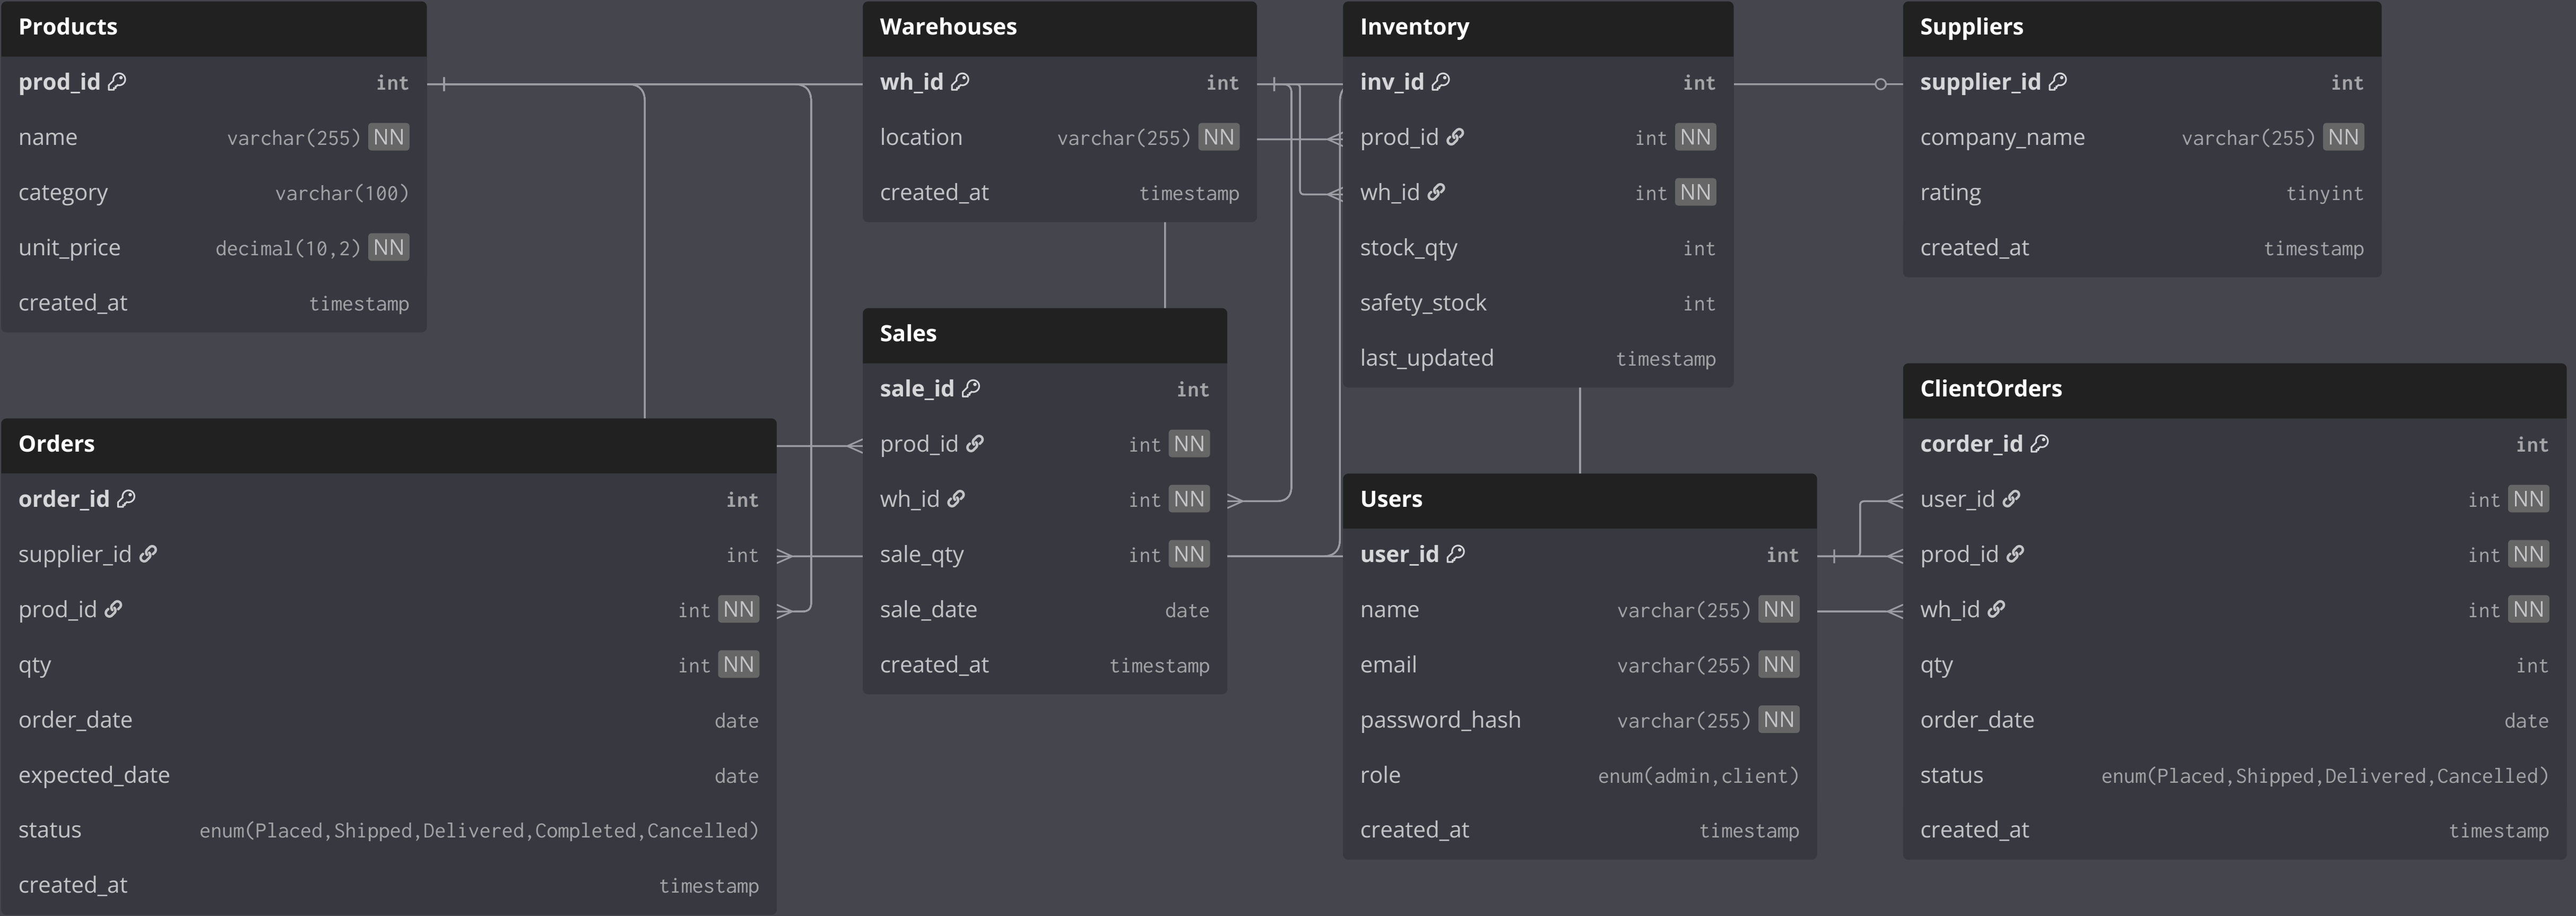 Products
prod_id int
name varchar(255) NN
category varchar(100)
unit_price decimal(10,2) NN
created_at timestamp
Warehouses
wh_id int
location varchar(255) NN
created_at timestamp
Inventory
inv_id int
prod_id int NN
wh_id int NN
stock_qty int
safety_stock int
last_updated timestamp
Suppliers
supplier_id int
company_name varchar(255) NN
rating tinyint
created_at timestamp
Orders
order_id int
supplier_id int
prod_id int NN
qty int NN
order_date date
expected_date date
status enum(Placed,Shipped,Delivered,Completed,Cancelled)
created_at timestamp
Sales
sale_id int
prod_id int NN
wh_id int NN
sale_qty int NN
sale_date date
created_at timestamp
Users
user_id int
name varchar(255) NN
email varchar(255) NN
password_hash varchar(255) NN
role enum(admin,client)
created_at timestamp
ClientOrders
corder_id int
user_id int NN
prod_id int NN
wh_id int NN
qty int
order_date date
status enum(Placed,Shipped,Delivered,Cancelled)
created_at timestamp